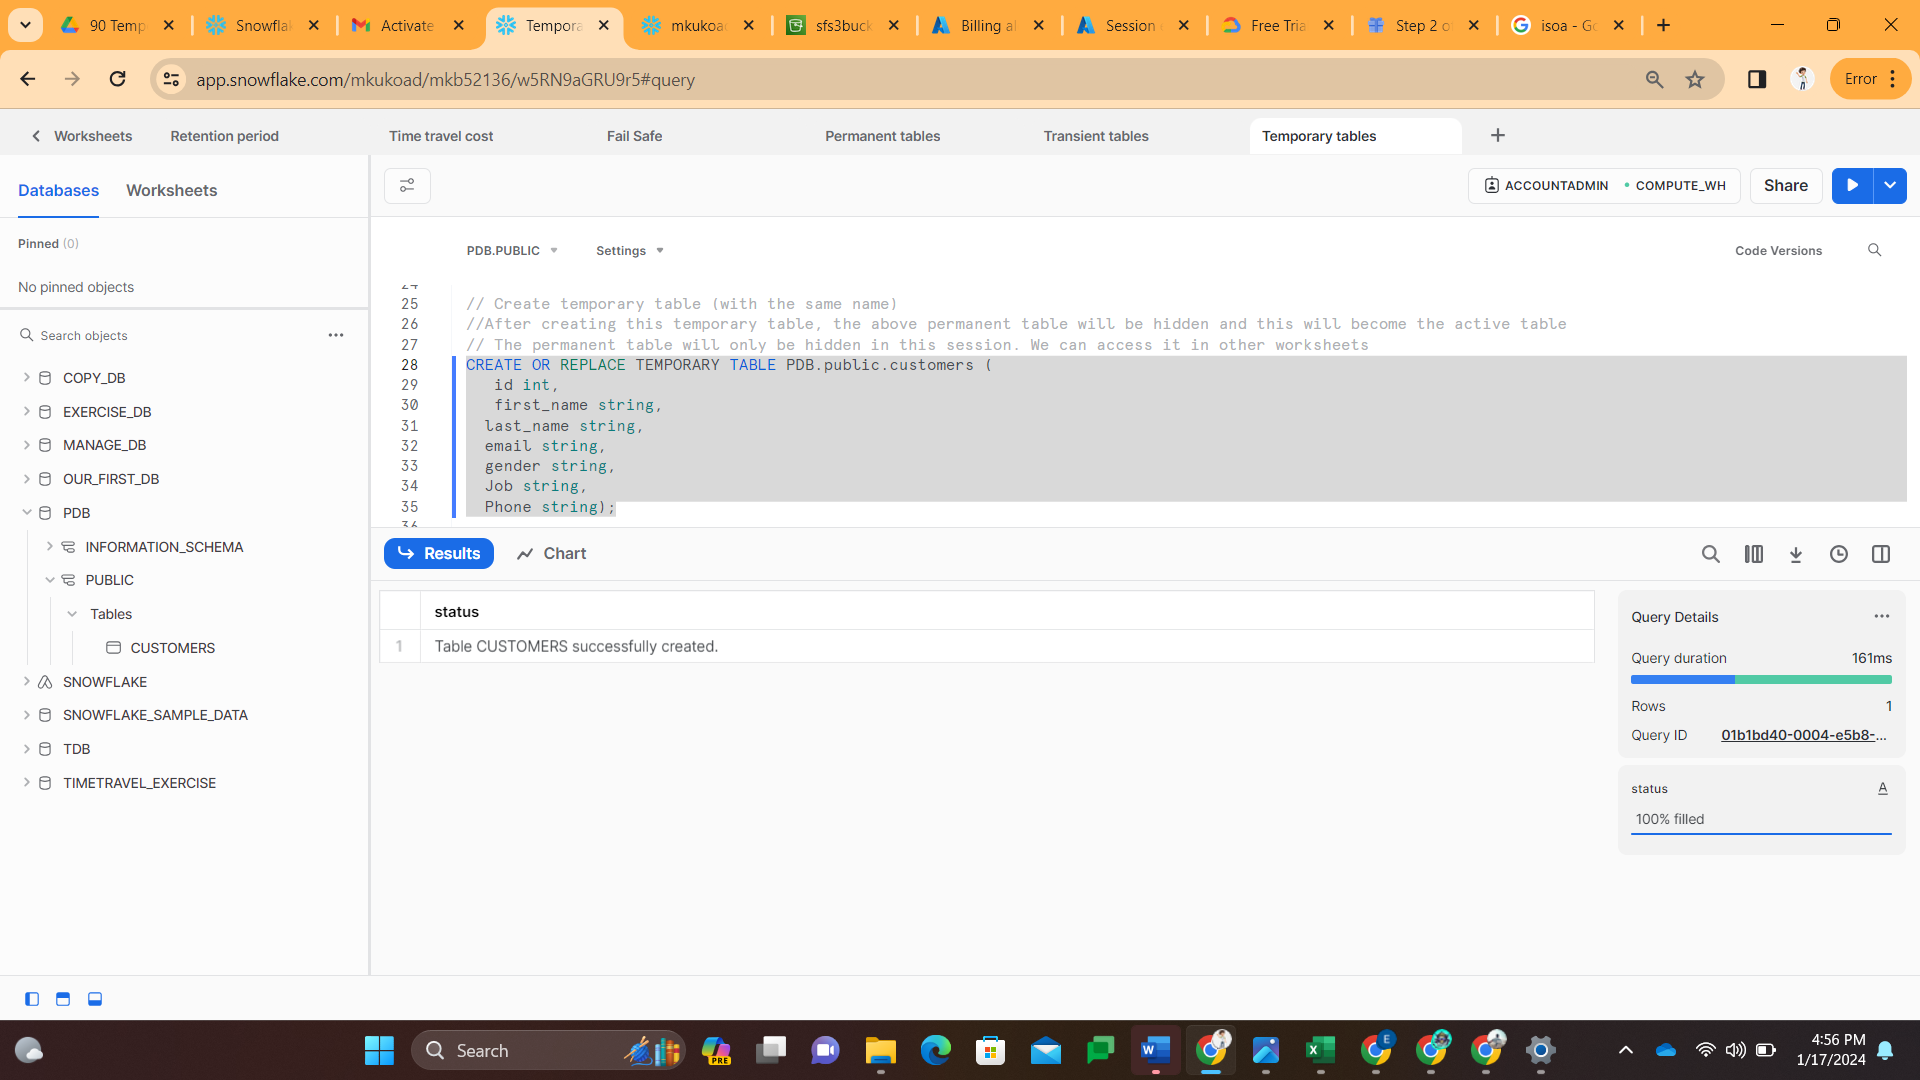 90 Temp
Snowfla
Activate
Tempora
mkukoa
sfs3buck
Billing al
Session
Free Tria
Step 2 o
isoa - Go
app.snowflake.com/mkukoad/mkb52136/w5RN9aGRU9r5#query
Error
Worksheets
Retention period
Time travel cost
Fail Safe
Permanent tables
Transient tables
Temporary tables
Databases
Worksheets
ACCOUNTADMIN
COMPUTE_WH
Share
Pinned (0)
No pinned objects
Search objects
COPY_DB
EXERCISE_DB
MANAGE_DB
OUR_FIRST_DB
PDB
INFORMATION_SCHEMA
PUBLIC
Tables
CUSTOMERS
SNOWFLAKE
SNOWFLAKE_SAMPLE_DATA
TDB
TIMETRAVEL_EXERCISE
PDB.PUBLIC
Settings
Code Versions
24
25 // Create temporary table (with the same name)
26 //After creating this temporary table, the above permanent table will be hidden and this will become the active table
27 // The permanent table will only be hidden in this session. We can access it in other worksheets
28 CREATE OR REPLACE TEMPORARY TABLE PDB.public.customers (
29 id int,
30 first_name string,
31 last_name string,
32 email string,
33 gender string,
34 Job string,
35 Phone string);
36
Results
Chart
status
1 Table CUSTOMERS successfully created.
Query Details
Query duration 161ms
Rows 1
Query ID 01b1bd40-0004-e5b8-...
status A
100% filled
Search
PRE
W
X
E
4:56 PM
1/17/2024